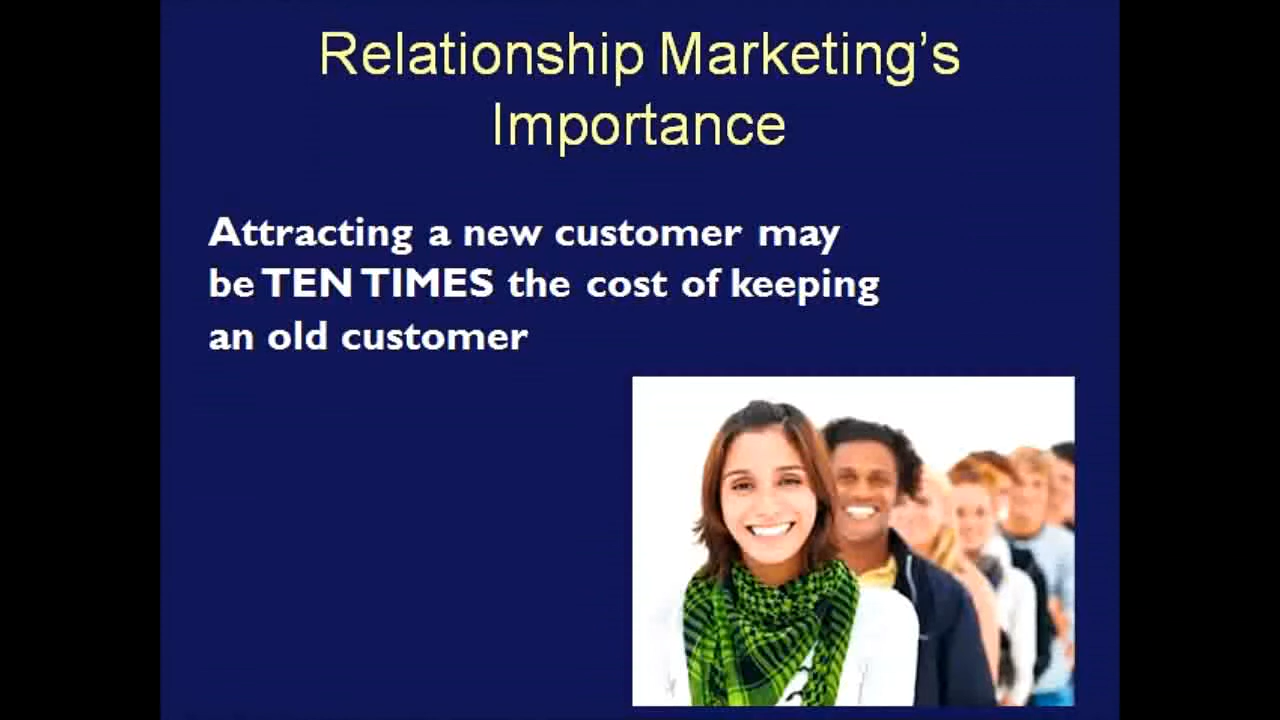 Relationship Marketing’s
Importance
Attracting a new customer may
be TEN TIMES the cost of keeping
an old customer